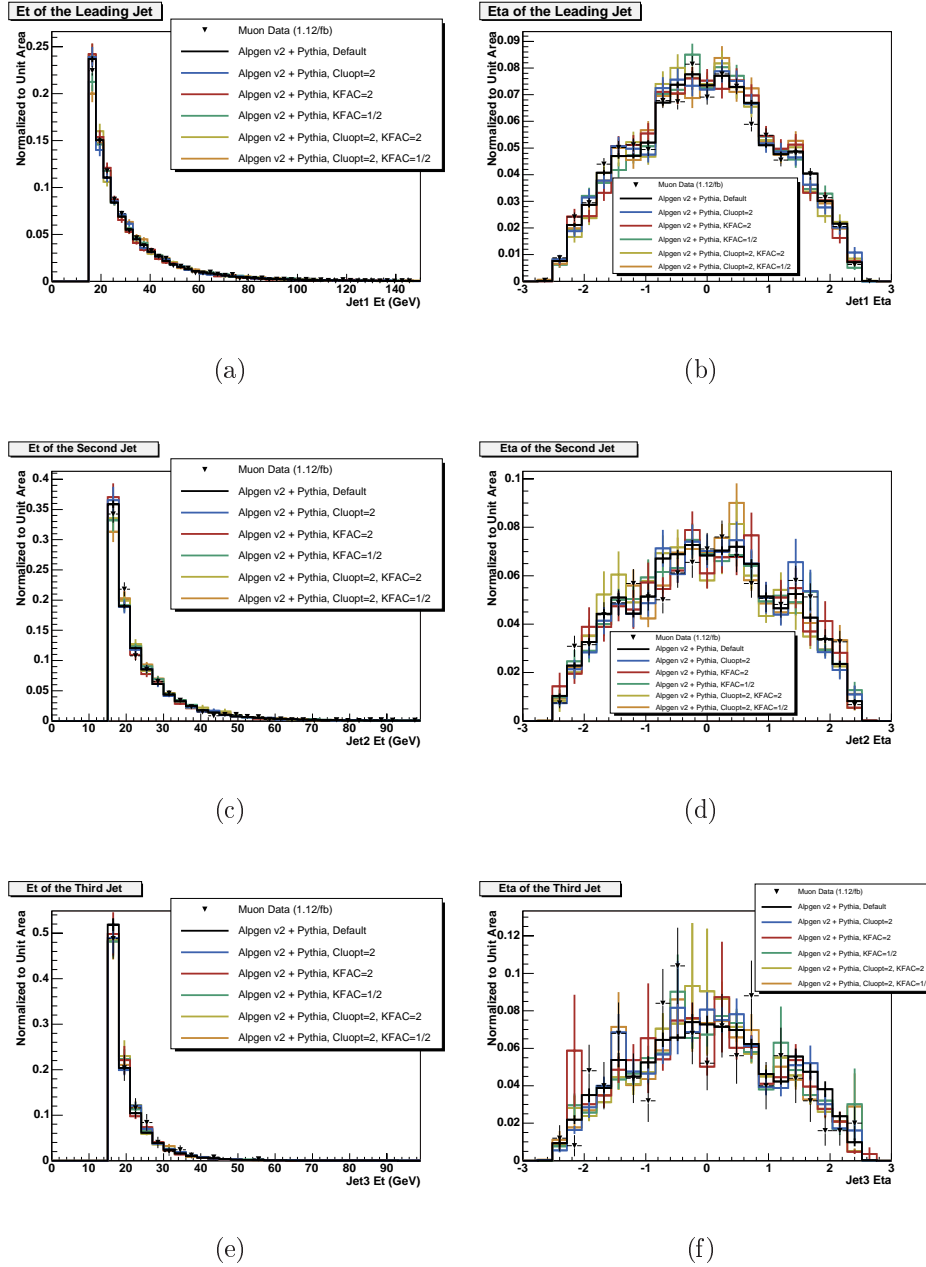 Et of the Leading Jet
Normalized to Unit Area
Muon Data (1.12/fb)
Alpgen v2 + Pythia, Default
Alpgen v2 + Pythia, Cluopt=2
Alpgen v2 + Pythia, KFAC=2
Alpgen v2 + Pythia, KFAC=1/2
Alpgen v2 + Pythia, Cluopt=2, KFAC=2
Alpgen v2 + Pythia, Cluopt=2, KFAC=1/2
0.25
0.2
0.15
0.1
0.05
0
0 20 40 60 80 100 120 140
Jet1 Et (GeV)
(a)
Eta of the Leading Jet
Normalized to Unit Area
0.09
0.08
0.07
0.06
0.05
0.04
0.03
0.02
0.01
0
Muon Data (1.12/fb)
Alpgen v2 + Pythia, Default
Alpgen v2 + Pythia, Cluopt=2
Alpgen v2 + Pythia, KFAC=2
Alpgen v2 + Pythia, KFAC=1/2
Alpgen v2 + Pythia, Cluopt=2, KFAC=2
Alpgen v2 + Pythia, Cluopt=2, KFAC=1/2
-3 -2 -1 0 1 2 3
Jet1 Eta
(b)
Et of the Second Jet
Normalized to Unit Area
Muon Data (1.12/fb)
Alpgen v2 + Pythia, Default
Alpgen v2 + Pythia, Cluopt=2
Alpgen v2 + Pythia, KFAC=2
Alpgen v2 + Pythia, KFAC=1/2
Alpgen v2 + Pythia, Cluopt=2, KFAC=2
Alpgen v2 + Pythia, Cluopt=2, KFAC=1/2
0.4
0.35
0.3
0.25
0.2
0.15
0.1
0.05
0
0 10 20 30 40 50 60 70 80 90
Jet2 Et (GeV)
(c)
Eta of the Second Jet
Normalized to Unit Area
0.1
0.08
0.06
0.04
0.02
0
Muon Data (1.12/fb)
Alpgen v2 + Pythia, Default
Alpgen v2 + Pythia, Cluopt=2
Alpgen v2 + Pythia, KFAC=2
Alpgen v2 + Pythia, KFAC=1/2
Alpgen v2 + Pythia, Cluopt=2, KFAC=2
Alpgen v2 + Pythia, Cluopt=2, KFAC=1/2
-3 -2 -1 0 1 2 3
Jet2 Eta
(d)
Et of the Third Jet
Normalized to Unit Area
Muon Data (1.12/fb)
Alpgen v2 + Pythia, Default
Alpgen v2 + Pythia, Cluopt=2
Alpgen v2 + Pythia, KFAC=2
Alpgen v2 + Pythia, KFAC=1/2
Alpgen v2 + Pythia, Cluopt=2, KFAC=2
Alpgen v2 + Pythia, Cluopt=2, KFAC=1/2
0.5
0.4
0.3
0.2
0.1
0
0 10 20 30 40 50 60 70 80 90
Jet3 Et (GeV)
(e)
Eta of the Third Jet
Normalized to Unit Area
Muon Data (1.12/fb)
Alpgen v2 + Pythia, Default
Alpgen v2 + Pythia, Cluopt=2
Alpgen v2 + Pythia, KFAC=2
Alpgen v2 + Pythia, KFAC=1/2
Alpgen v2 + Pythia, Cluopt=2, KFAC=2
Alpgen v2 + Pythia, Cluopt=2, KFAC=1/2
0.12
0.1
0.08
0.06
0.04
0.02
0
-3 -2 -1 0 1 2 3
Jet3 Eta
(f)